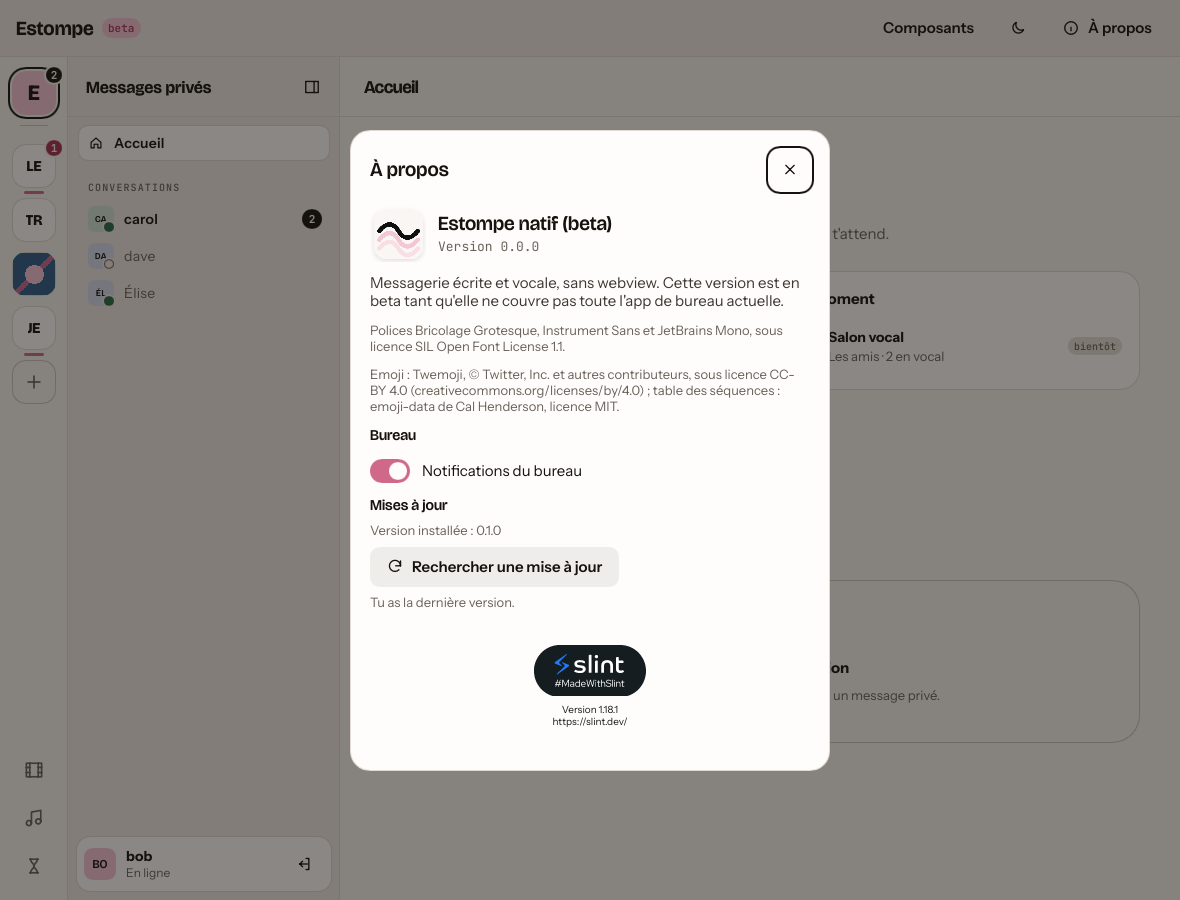 Estompe beta
Composants
À propos
E
2
Messages privés
Accueil
LE
1
Accueil
CONVERSATIONS
TR
CA
carol
2
DA
dave
ÉL
Élise
JE
À propos
Estompe natif (beta)
Version 0.0.0
Messagerie écrite et vocale, sans webview. Cette version est en
beta tant qu'elle ne couvre pas toute l'app de bureau actuelle.
Polices Bricolage Grotesque, Instrument Sans et JetBrains Mono, sous
licence SIL Open Font License 1.1.
Emoji : Twemoji, © Twitter, Inc. et autres contributeurs, sous licence CC-
BY 4.0 (creativecommons.org/licenses/by/4.0) ; table des séquences :
emoji-data de Cal Henderson, licence MIT.
Bureau
Notifications du bureau
Mises à jour
Version installée : 0.1.0
Rechercher une mise à jour
Tu as la dernière version.
slint
#MadeWithSlint
Version 1.18.1
https://slint.dev/
t'attend.
oment
Salon vocal
Les amis · 2 en vocal
bientôt
on
un message privé.
BO
bob
En ligne